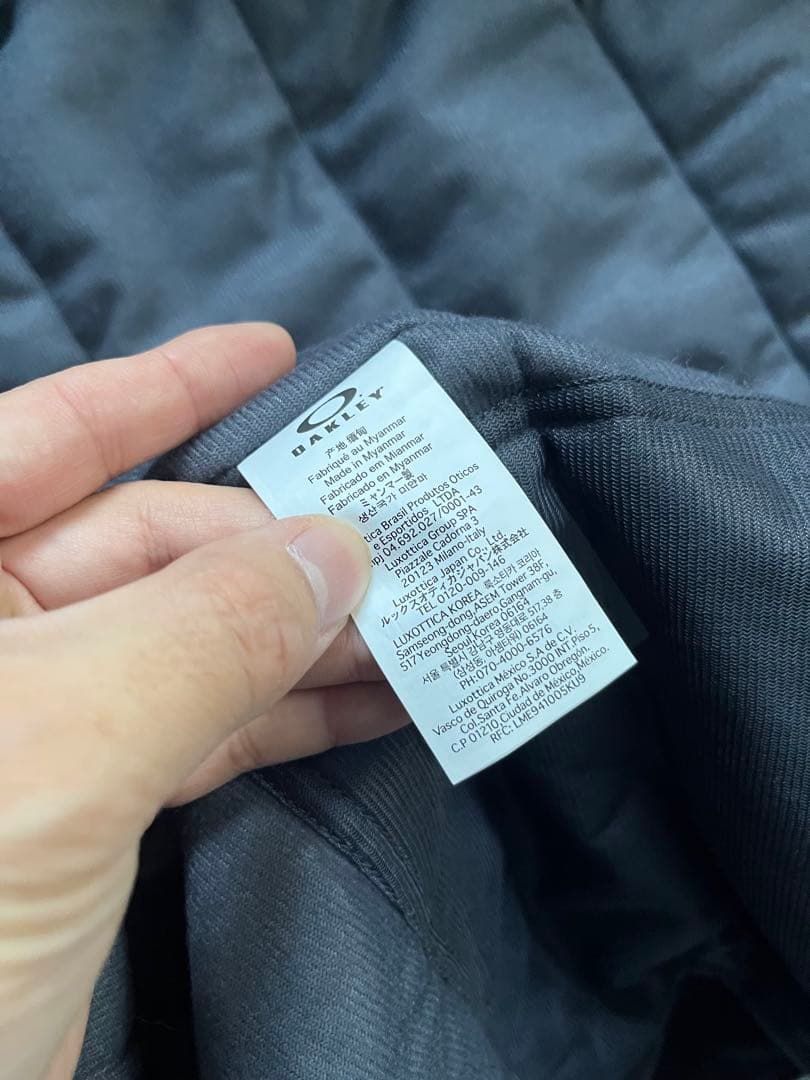 OAKLEY
产地 缅甸
Fabriqué au Myanmar
Made in Myanmar
Fabricado em Mianmar
Fabricado en Myanmar
ミャンマー製
생산국가 미얀마
tica Brasil Produtos Oticos
e Esportidos LTDA
04.692.027/0001-43
Luxottica Group SPA
Piazzale Cadorna 3
20123 Milano-Italy
Luxottica Japan Co., Ltd.
ルックスオティカジャパン株式会社
TEL 0120-009-146
LUXOTTICA KOREA 룩소티카 코리아
Samseong-dong, ASEM Tower 38F,
517 Yeongdong daero Gangnam-gu,
Seoul Korea 06164
서울 특별시 강남구 영동대로 517 38 층
(삼성동, 아셈타워) 06164
PH:070-4000-6576
Luxottica México S.A de C.V.
Vasco de Quiroga No.3000 INT.Piso5,
Col.Santa Fe.Alvaro Obregón.
C.P 01210,Ciudad de México México.
RFC: LME941005KU9